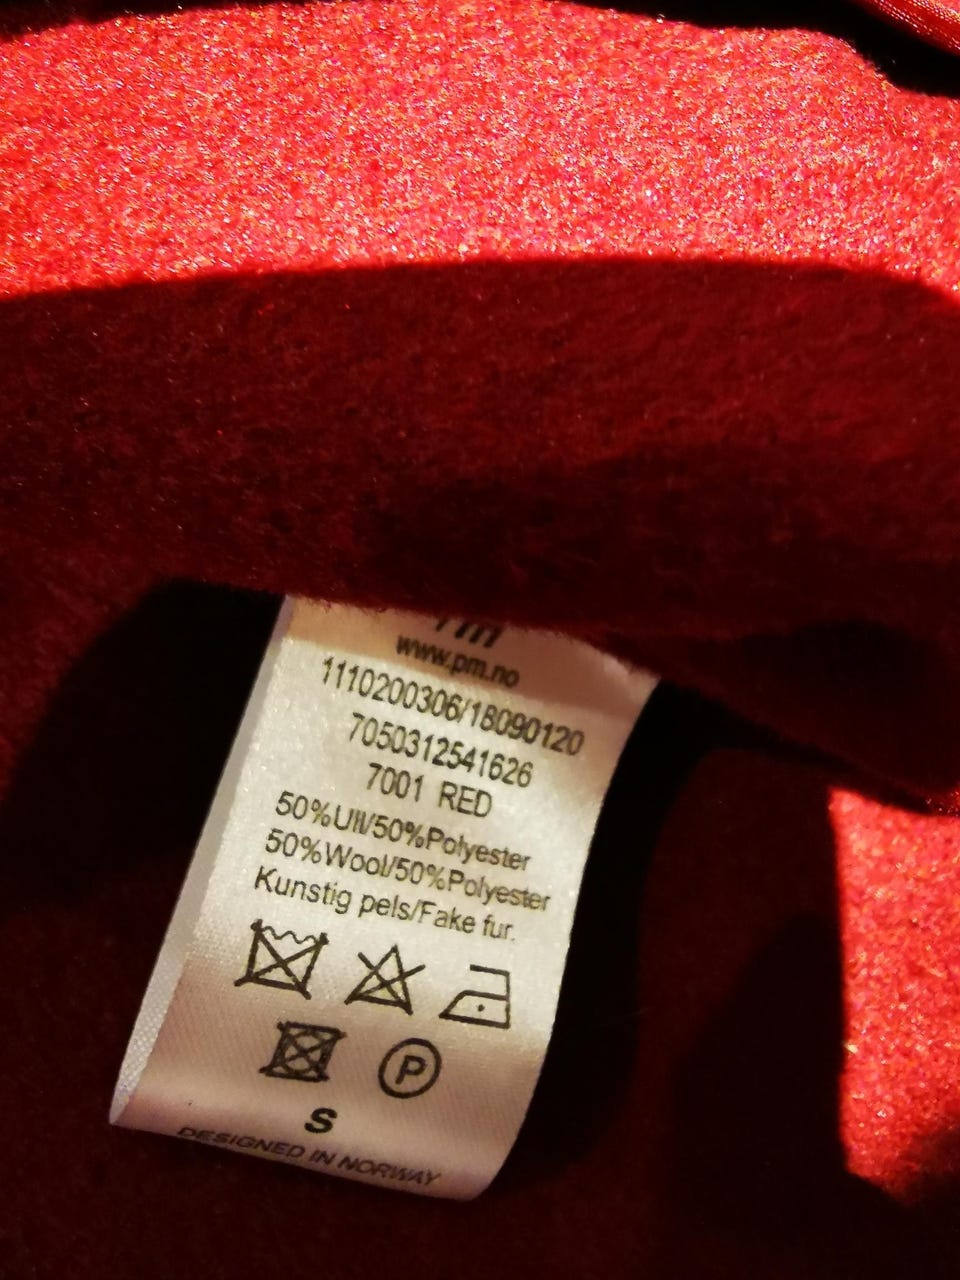 www.pm.no
1110200306/18090120
7050312541626
7001 RED
50%Ull/50%Polyester
50%Wool/50%Polyester
Kunstig pels/Fake fur.
P
S
DESIGNED IN NORWAY